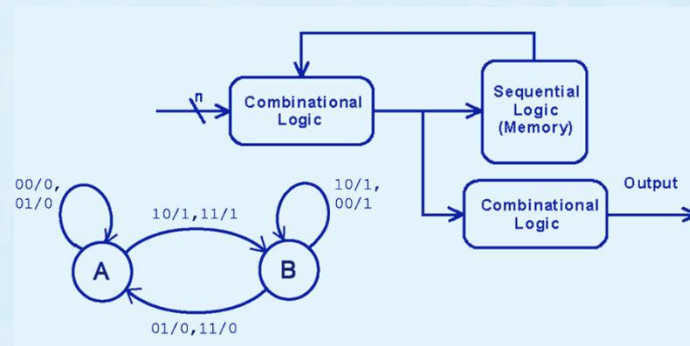 n
Combinational
Logic
Sequential
Logic
(Memory)
Combinational
Logic
Output
00/0,
01/0
10/1,11/1
10/1,
00/1
A
B
01/0,11/0